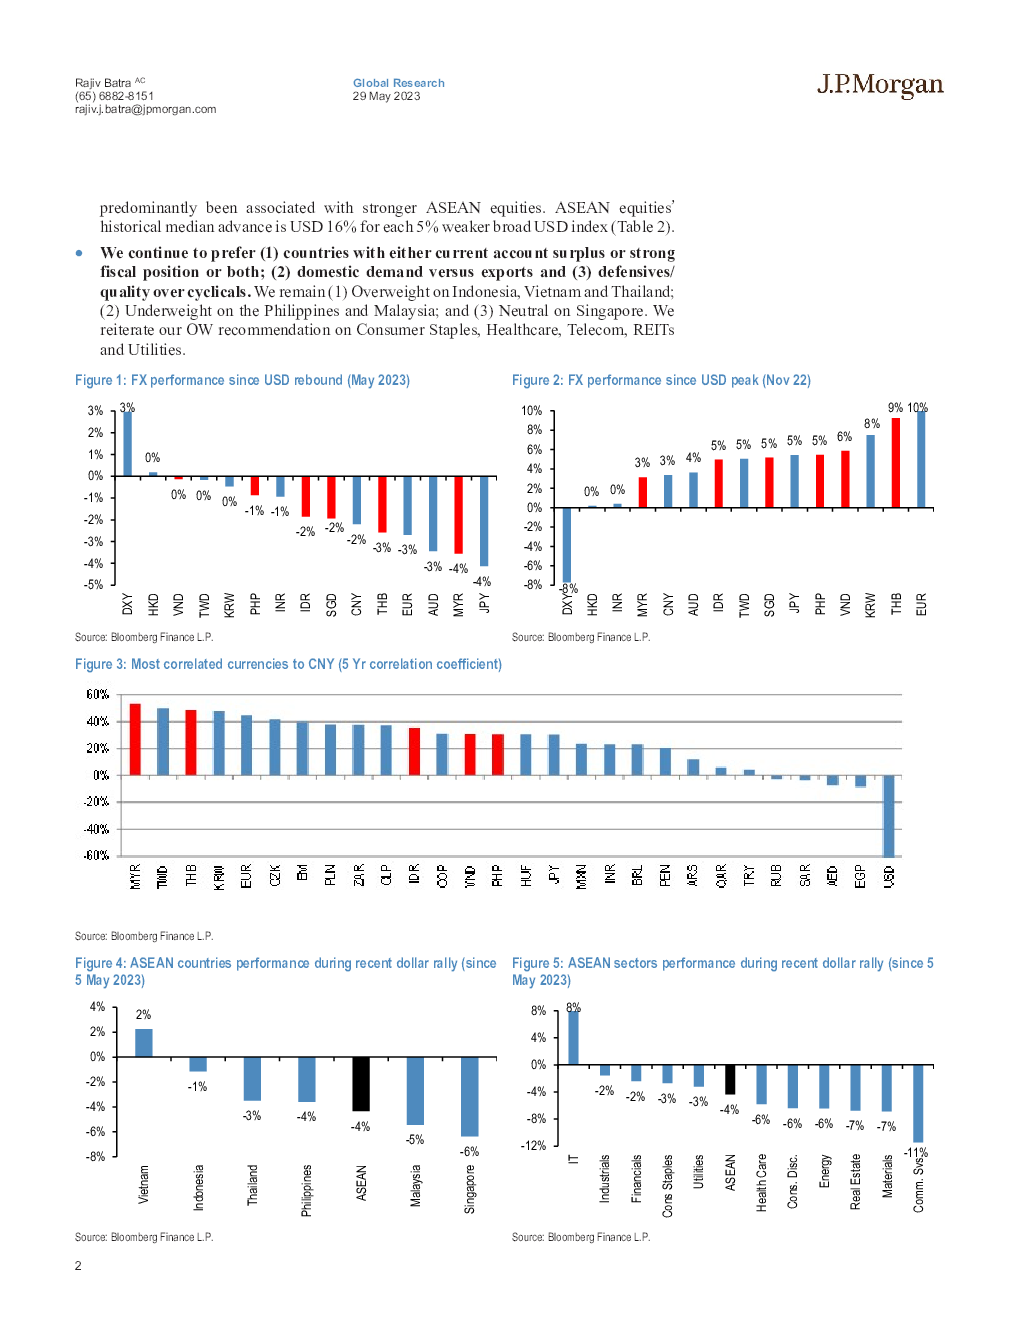 Rajiv Batra AC
(65) 6882-8151
rajiv.j.batra@jpmorgan.com
Global Research
29 May 2023
J.P.Morgan
predominantly been associated with stronger ASEAN equities. ASEAN equities'
historical median advance is USD 16% for each 5% weaker broad USD index (Table 2).
• We continue to prefer (1) countries with either current account surplus or strong
fiscal position or both; (2) domestic demand versus exports and (3) defensives/
quality over cyclicals. We remain (1) Overweight on Indonesia, Vietnam and Thailand;
(2) Underweight on the Philippines and Malaysia; and (3) Neutral on Singapore. We
reiterate our OW recommendation on Consumer Staples, Healthcare, Telecom, REITs
and Utilities.
Figure 1: FX performance since USD rebound (May 2023)
3%
2%
1%
0%
-1%
-2%
-3%
-4%
-5%
3%
0%
0%
0%
0%
-1%
-1%
-2%
-2%
-2%
-3%
-3%
-3%
-4%
-4%
DXY
HKD
VND
TWD
KRW
PHP
INR
IDR
SGD
CNY
THB
EUR
AUD
MYR
JPY
Source: Bloomberg Finance L.P.
Figure 2: FX performance since USD peak (Nov 22)
10%
8%
6%
4%
2%
0%
-2%
-4%
-6%
-8%
-8%
0%
0%
3%
3%
4%
5%
5%
5%
5%
5%
6%
8%
9%
10%
DXY
HKD
INR
MYR
CNY
AUD
IDR
TWD
SGD
JPY
PHP
VND
KRW
THB
EUR
Source: Bloomberg Finance L.P.
Figure 3: Most correlated currencies to CNY (5 Yr correlation coefficient)
60%
40%
20%
0%
-20%
-40%
-60%
MYR
TWD
THB
KRW
EUR
CZK
EM
PLN
ZAR
CLP
IDR
COP
VND
PHP
HUF
JPY
MXN
INR
BRL
PEN
ARS
QAR
TRY
RUB
SAR
AED
EGP
USD
Source: Bloomberg Finance L.P.
Figure 4: ASEAN countries performance during recent dollar rally (since
5 May 2023)
4%
2%
0%
-2%
-4%
-6%
-8%
2%
-1%
-3%
-4%
-4%
-5%
-6%
Vietnam
Indonesia
Thailand
Philippines
ASEAN
Malaysia
Singapore
Source: Bloomberg Finance L.P.
Figure 5: ASEAN sectors performance during recent dollar rally (since 5
May 2023)
8%
4%
0%
-4%
-8%
-12%
8%
-2%
-2%
-3%
-3%
-4%
-6%
-6%
-6%
-7%
-7%
-11%
IT
Industrials
Financials
Cons Staples
Utilities
ASEAN
Health Care
Cons. Disc.
Energy
Real Estate
Materials
Comm. Svs.
Source: Bloomberg Finance L.P.
2